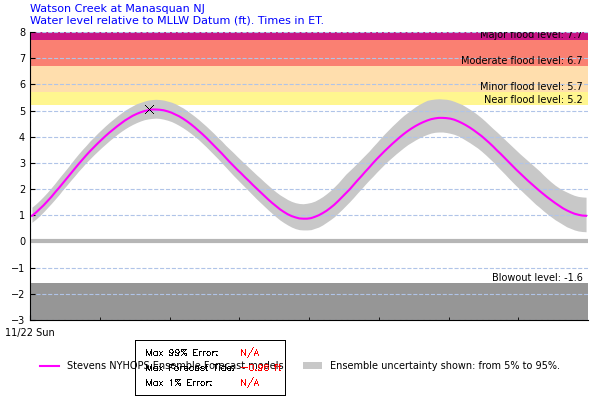 Watson Creek at Manasquan NJ
Water level relative to MLLW Datum (ft). Times in ET.
8
Major flood level: 7.7
7
Moderate flood level: 6.7
6
Minor flood level: 5.7
Near flood level: 5.2
5
4
3
2
1
0
−1
Blowout level: -1.6
−2
−3
11/22 Sun
Max 99% Error: N/A
Stevens NYHOPS Ensemble Forecast models
Max Forecast Tide:
Ensemble uncertainty shown: from 5% to 95%.
Max 1% Error: N/A